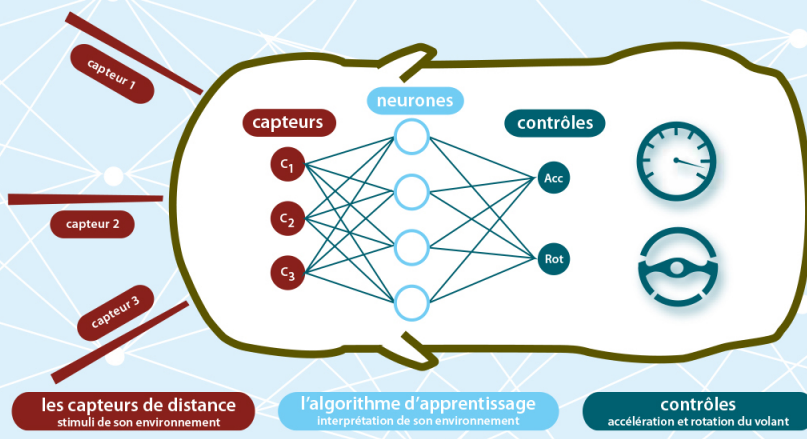 capteur 1
capteur 2
capteur 3
capteurs
neurones
contrôles
C1
C2
C3
Acc
Rot
les capteurs de distance
stimuli de son environnement
l'algorithme d'apprentissage
interprétation de son environnement
contrôles
accélération et rotation du volant